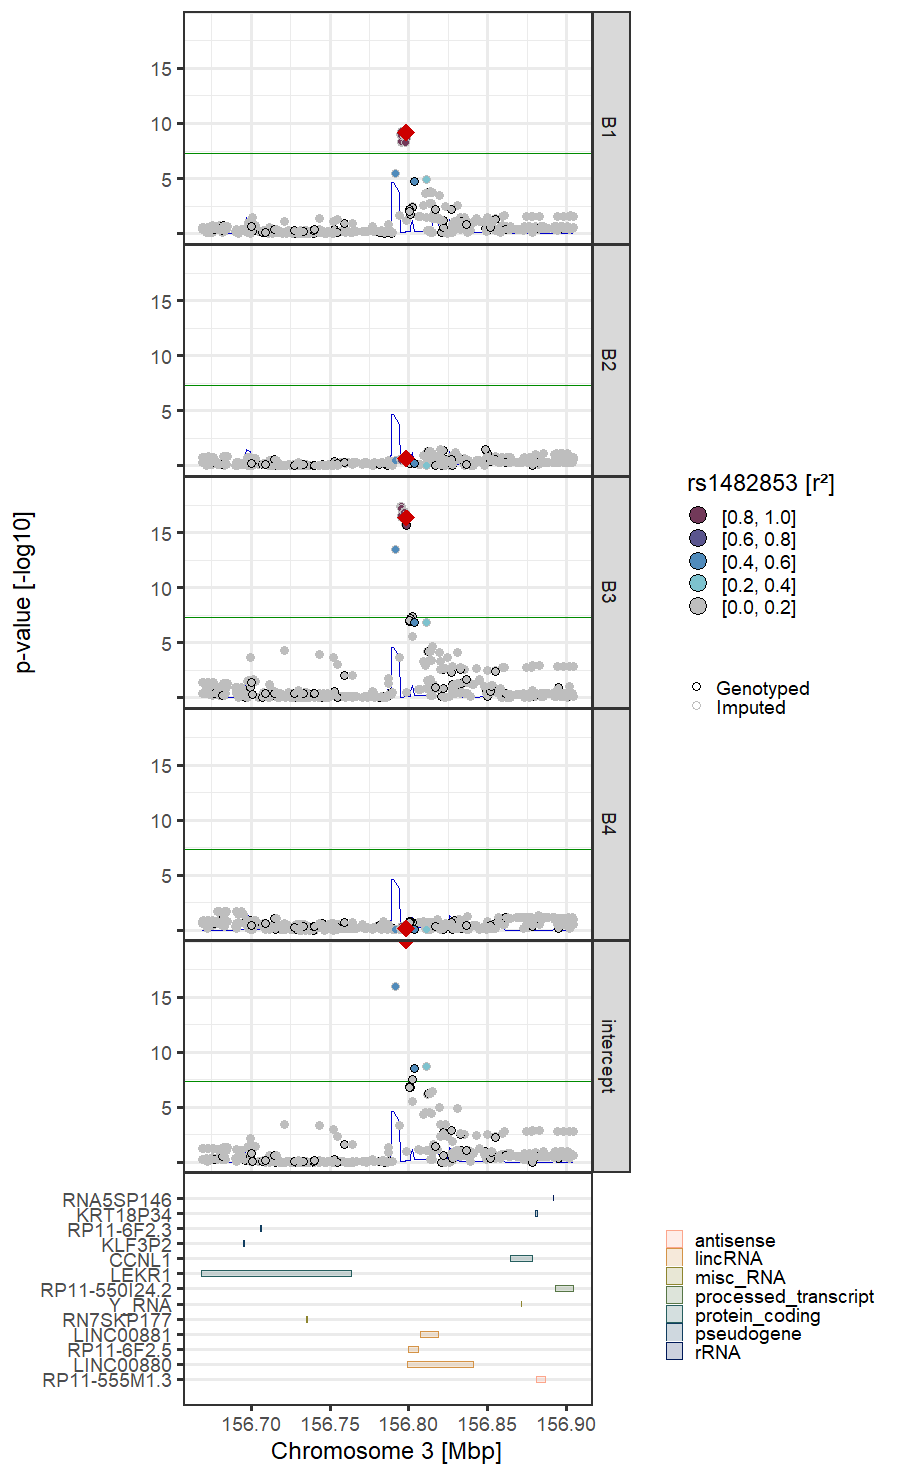 15
10
5
B1
15
10
5
B2
15
10
5
B3
15
10
5
B4
15
10
5
intercept
p-value [-log10]
rs1482853 [r²]
[0.8, 1.0]
[0.6, 0.8]
[0.4, 0.6]
[0.2, 0.4]
[0.0, 0.2]
Genotyped
Imputed
RNA5SP146
KRT18P34
RP11-6F2.3
KLF3P2
CCNL1
LEKR1
RP11-550I24.2
Y_RNA
RN7SKP177
LINC00881
RP11-6F2.5
LINC00880
RP11-555M1.3
antisense
lincRNA
misc_RNA
processed_transcript
protein_coding
pseudogene
rRNA
156.70 156.75 156.80 156.85 156.90
Chromosome 3 [Mbp]